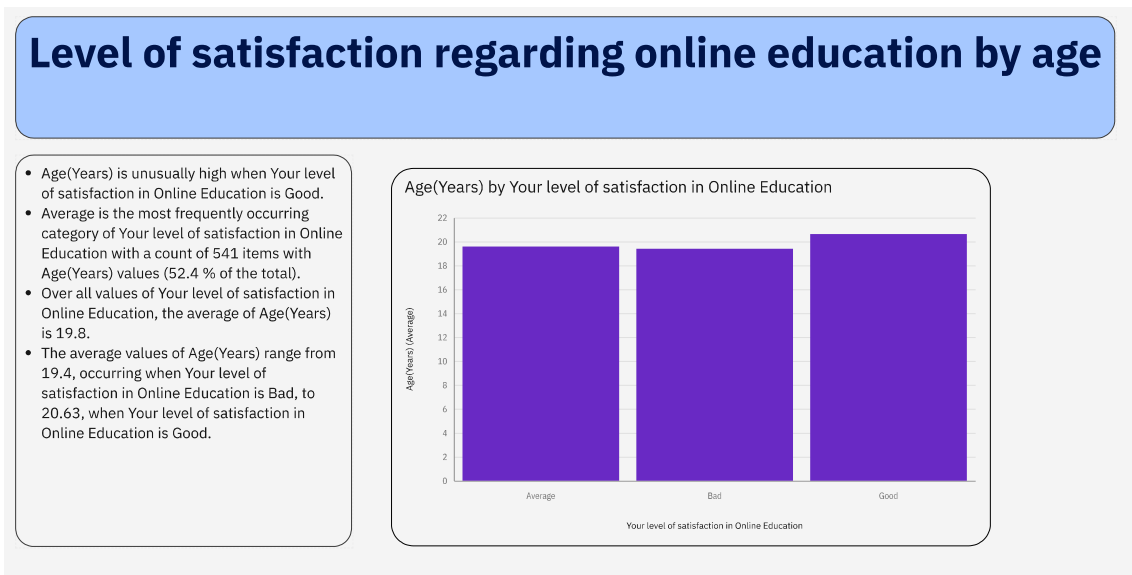 Level of satisfaction regarding online education by age
• Age(Years) is unusually high when Your level
of satisfaction in Online Education is Good.
• Average is the most frequently occurring
category of Your level of satisfaction in Online
Education with a count of 541 items with
Age(Years) values (52.4 % of the total).
• Over all values of Your level of satisfaction in
Online Education, the average of Age(Years)
is 19.8.
• The average values of Age(Years) range from
19.4, occurring when Your level of
satisfaction in Online Education is Bad, to
20.63, when Your level of satisfaction in
Online Education is Good.
Age(Years) by Your level of satisfaction in Online Education
Age(Years) (Average)
22
20
18
16
14
12
10
8
6
4
2
0
Average Bad Good
Your level of satisfaction in Online Education